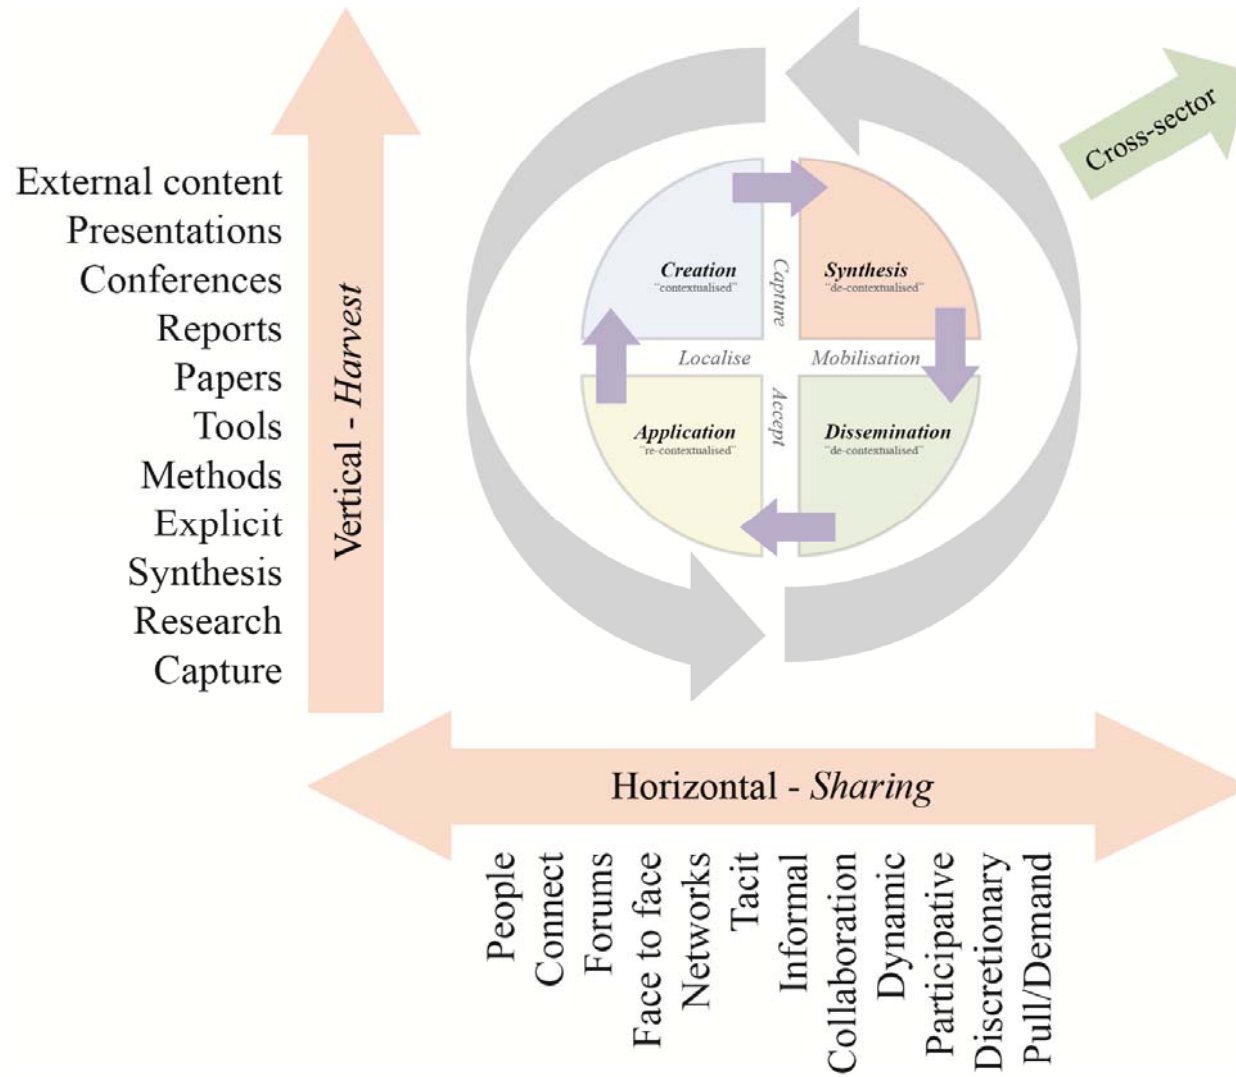 Cross-sector
External content
Presentations
Conferences
Reports
Papers
Tools
Methods
Explicit
Synthesis
Research
Capture
Vertical - Harvest
Creation
“contextualised”
Capture
Synthesis
“de-contextualised”
Localise
Mobilisation
Application
“re-contextualised”
Accept
Dissemination
“de-contextualised”
Horizontal - Sharing
People
Connect
Forums
Face to face
Networks
Tacit
Informal
Collaboration
Dynamic
Participative
Discretionary
Pull/Demand